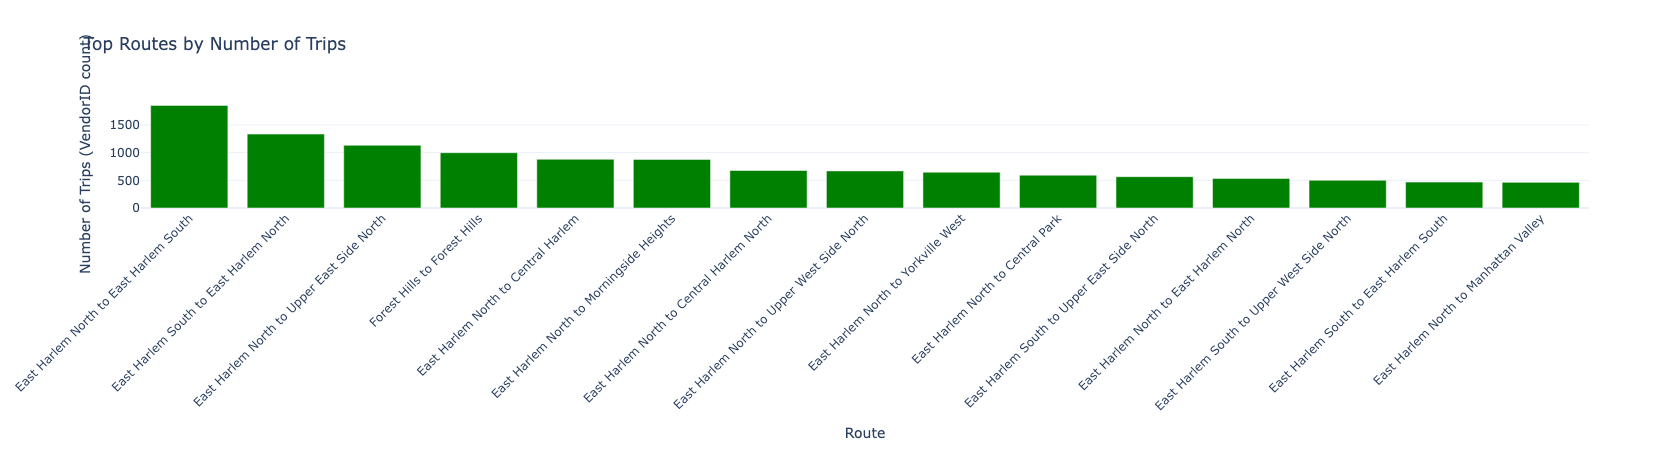 Top Routes by Number of Trips
Number of Trips (VendorID count)
1500
1000
500
0
East Harlem North to East Harlem South
East Harlem South to East Harlem North
East Harlem North to Upper East Side North
Forest Hills to Forest Hills
East Harlem North to Central Harlem
East Harlem North to Morningside Heights
East Harlem North to Central Harlem North
East Harlem North to Upper West Side North
East Harlem North to Yorkville West
East Harlem North to Central Park
East Harlem South to Upper East Side North
East Harlem North to East Harlem North
East Harlem South to Upper West Side North
East Harlem South to East Harlem South
East Harlem North to Manhattan Valley
Route